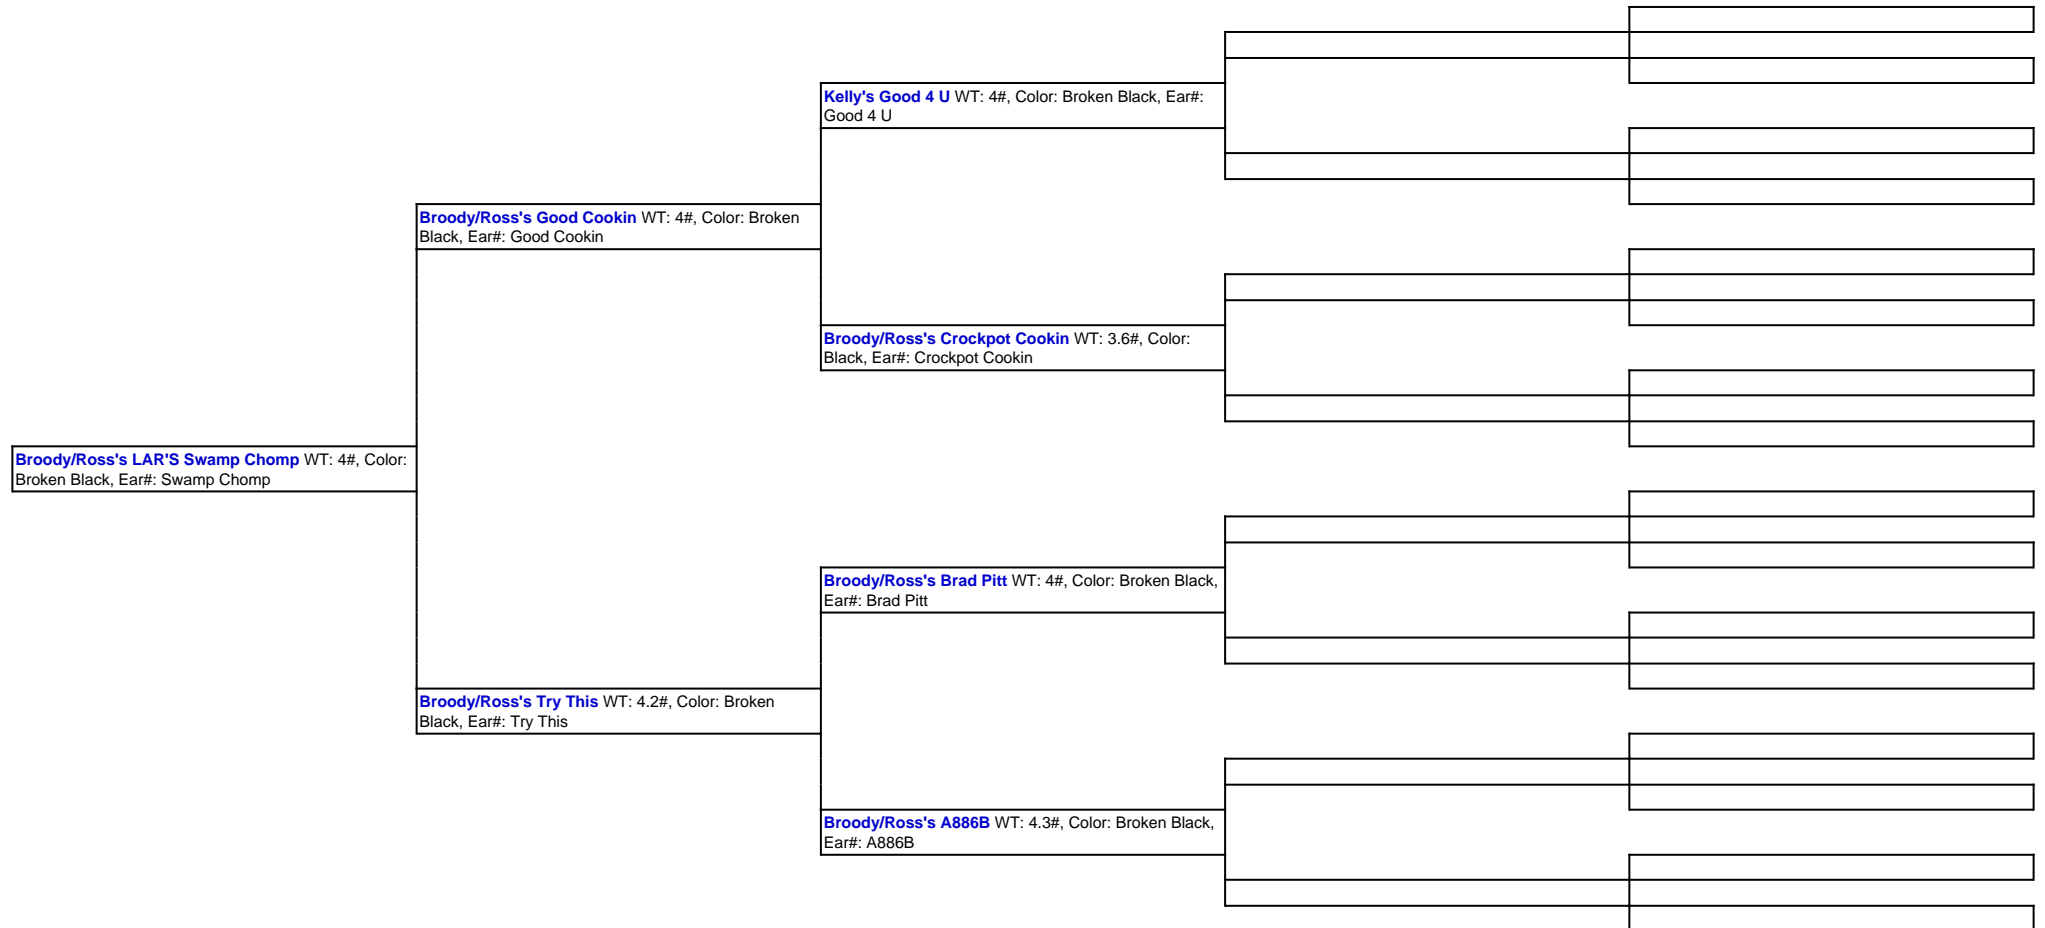 Kelly's Good 4 U WT: 4#, Color: Broken Black, Ear#:
Good 4 U
Broody/Ross's Good Cookin WT: 4#, Color: Broken
Black, Ear#: Good Cookin
Broody/Ross's Crockpot Cookin WT: 3.6#, Color:
Black, Ear#: Crockpot Cookin
Broody/Ross's LAR'S Swamp Chomp WT: 4#, Color:
Broken Black, Ear#: Swamp Chomp
Broody/Ross's Brad Pitt WT: 4#, Color: Broken Black,
Ear#: Brad Pitt
Broody/Ross's Try This WT: 4.2#, Color: Broken
Black, Ear#: Try This
Broody/Ross's A886B WT: 4.3#, Color: Broken Black,
Ear#: A886B